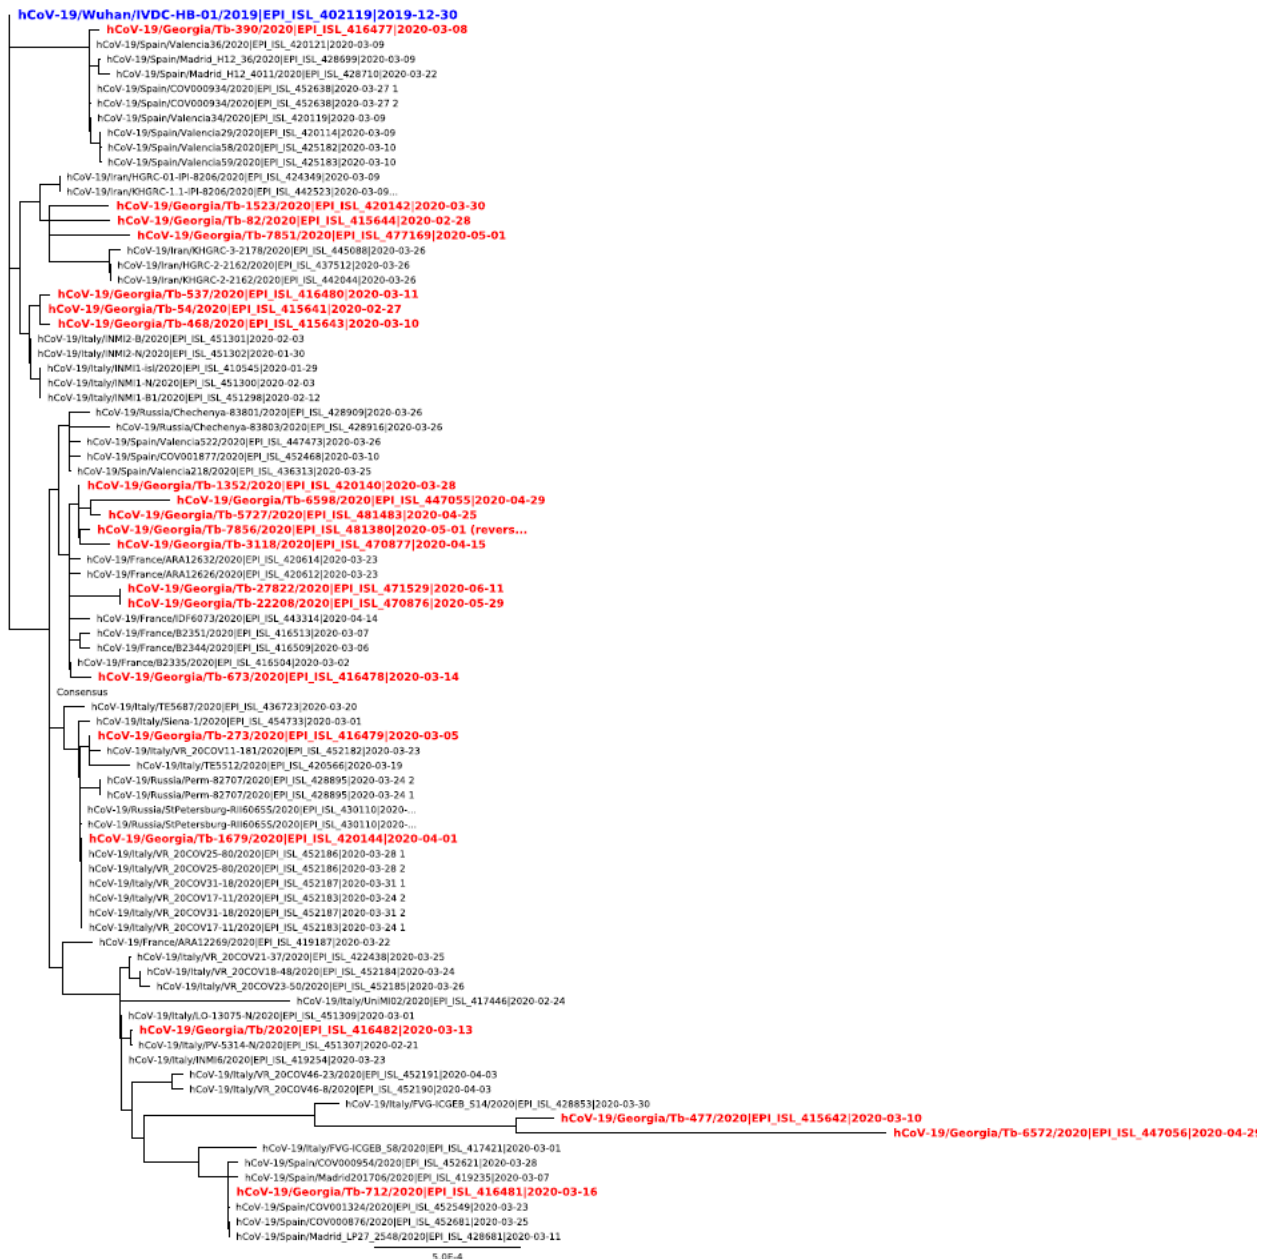 hCoV-19/Wuhan/IVDC-HB-01/2019|EPI_ISL_402119|2019-12-30
hCoV-19/Georgia/Tb-390/2020|EPI_ISL_416477|2020-03-08
hCoV-19/Spain/Valencia36/2020|EPI_ISL_420121|2020-03-09
hCoV-19/Spain/Madrid_H12_36/2020|EPI_ISL_428699|2020-03-09
hCoV-19/Spain/Madrid_H12_4011/2020|EPI_ISL_428710|2020-03-22
hCoV-19/Spain/COV000934/2020|EPI_ISL_452638|2020-03-27 1
hCoV-19/Spain/COV000934/2020|EPI_ISL_452638|2020-03-27 2
hCoV-19/Spain/Valencia34/2020|EPI_ISL_420119|2020-03-09
hCoV-19/Spain/Valencia29/2020|EPI_ISL_420114|2020-03-09
hCoV-19/Spain/Valencia58/2020|EPI_ISL_425182|2020-03-10
hCoV-19/Spain/Valencia59/2020|EPI_ISL_425183|2020-03-10
hCoV-19/Iran/HGRC-01-IPI-8206/2020|EPI_ISL_424349|2020-03-09
hCoV-19/Iran/KHGRC-1.1-IPI-8206/2020|EPI_ISL_442523|2020-03-09...
hCoV-19/Georgia/Tb-1523/2020|EPI_ISL_420142|2020-03-30
hCoV-19/Georgia/Tb-82/2020|EPI_ISL_415644|2020-02-28
hCoV-19/Georgia/Tb-7851/2020|EPI_ISL_477169|2020-05-01
hCoV-19/Iran/KHGRC-3-2178/2020|EPI_ISL_445088|2020-03-26
hCoV-19/Iran/HGRC-2-2162/2020|EPI_ISL_437512|2020-03-26
hCoV-19/Iran/KHGRC-2-2162/2020|EPI_ISL_442044|2020-03-26
hCoV-19/Georgia/Tb-537/2020|EPI_ISL_416480|2020-03-11
hCoV-19/Georgia/Tb-54/2020|EPI_ISL_415641|2020-02-27
hCoV-19/Georgia/Tb-468/2020|EPI_ISL_415643|2020-03-10
hCoV-19/Italy/INMI2-B/2020|EPI_ISL_451301|2020-02-03
hCoV-19/Italy/INMI2-N/2020|EPI_ISL_451302|2020-01-30
hCoV-19/Italy/INMI1-isl/2020|EPI_ISL_410545|2020-01-29
hCoV-19/Italy/INMI1-N/2020|EPI_ISL_451300|2020-02-03
hCoV-19/Italy/INMI1-B1/2020|EPI_ISL_451298|2020-02-12
hCoV-19/Russia/Chechenya-83801/2020|EPI_ISL_428909|2020-03-26
hCoV-19/Russia/Chechenya-83803/2020|EPI_ISL_428916|2020-03-26
hCoV-19/Spain/Valencia522/2020|EPI_ISL_447473|2020-03-26
hCoV-19/Spain/COV001877/2020|EPI_ISL_452468|2020-03-10
hCoV-19/Spain/Valencia218/2020|EPI_ISL_436313|2020-03-25
hCoV-19/Georgia/Tb-1352/2020|EPI_ISL_420140|2020-03-28
hCoV-19/Georgia/Tb-6598/2020|EPI_ISL_447055|2020-04-29
hCoV-19/Georgia/Tb-5727/2020|EPI_ISL_481483|2020-04-25
hCoV-19/Georgia/Tb-7856/2020|EPI_ISL_481380|2020-05-01 (revers...
hCoV-19/Georgia/Tb-3118/2020|EPI_ISL_470877|2020-04-15
hCoV-19/France/ARA12632/2020|EPI_ISL_420614|2020-03-23
hCoV-19/France/ARA12626/2020|EPI_ISL_420612|2020-03-23
hCoV-19/Georgia/Tb-27822/2020|EPI_ISL_471529|2020-06-11
hCoV-19/Georgia/Tb-22208/2020|EPI_ISL_470876|2020-05-29
hCoV-19/France/IDF6073/2020|EPI_ISL_443314|2020-04-14
hCoV-19/France/B2351/2020|EPI_ISL_416513|2020-03-07
hCoV-19/France/B2344/2020|EPI_ISL_416509|2020-03-06
hCoV-19/France/B2335/2020|EPI_ISL_416504|2020-03-02
hCoV-19/Georgia/Tb-673/2020|EPI_ISL_416478|2020-03-14
Consensus
hCoV-19/Italy/TE5687/2020|EPI_ISL_436723|2020-03-20
hCoV-19/Italy/Siena-1/2020|EPI_ISL_454733|2020-03-01
hCoV-19/Georgia/Tb-273/2020|EPI_ISL_416479|2020-03-05
hCoV-19/Italy/VR_20COV11-181/2020|EPI_ISL_452182|2020-03-23
hCoV-19/Italy/TE5512/2020|EPI_ISL_420566|2020-03-19
hCoV-19/Russia/Perm-82707/2020|EPI_ISL_428895|2020-03-24 2
hCoV-19/Russia/Perm-82707/2020|EPI_ISL_428895|2020-03-24 1
hCoV-19/Russia/StPetersburg-RII6065S/2020|EPI_ISL_430110|2020-...
hCoV-19/Russia/StPetersburg-RII6065S/2020|EPI_ISL_430110|2020-...
hCoV-19/Georgia/Tb-1679/2020|EPI_ISL_420144|2020-04-01
hCoV-19/Italy/VR_20COV25-80/2020|EPI_ISL_452186|2020-03-28 1
hCoV-19/Italy/VR_20COV25-80/2020|EPI_ISL_452186|2020-03-28 2
hCoV-19/Italy/VR_20COV31-18/2020|EPI_ISL_452187|2020-03-31 1
hCoV-19/Italy/VR_20COV17-11/2020|EPI_ISL_452183|2020-03-24 2
hCoV-19/Italy/VR_20COV31-18/2020|EPI_ISL_452187|2020-03-31 2
hCoV-19/Italy/VR_20COV17-11/2020|EPI_ISL_452183|2020-03-24 1
hCoV-19/France/ARA12269/2020|EPI_ISL_419187|2020-03-22
hCoV-19/Italy/VR_20COV21-37/2020|EPI_ISL_422438|2020-03-25
hCoV-19/Italy/VR_20COV18-48/2020|EPI_ISL_452184|2020-03-24
hCoV-19/Italy/VR_20COV23-50/2020|EPI_ISL_452185|2020-03-26
hCoV-19/Italy/UniMI02/2020|EPI_ISL_417446|2020-02-24
hCoV-19/Italy/LO-13075-N/2020|EPI_ISL_451309|2020-03-01
hCoV-19/Georgia/Tb/2020|EPI_ISL_416482|2020-03-13
hCoV-19/Italy/PV-5314-N/2020|EPI_ISL_451307|2020-02-21
hCoV-19/Italy/INMI6/2020|EPI_ISL_419254|2020-03-23
hCoV-19/Italy/VR_20COV46-23/2020|EPI_ISL_452191|2020-04-03
hCoV-19/Italy/VR_20COV46-8/2020|EPI_ISL_452190|2020-04-03
hCoV-19/Italy/FVG-ICGEB_S14/2020|EPI_ISL_428853|2020-03-30
hCoV-19/Georgia/Tb-477/2020|EPI_ISL_415642|2020-03-10
hCoV-19/Georgia/Tb-6572/2020|EPI_ISL_447056|2020-04-29
hCoV-19/Italy/FVG-ICGEB_S8/2020|EPI_ISL_417421|2020-03-01
hCoV-19/Spain/COV000954/2020|EPI_ISL_452621|2020-03-28
hCoV-19/Spain/Madrid201706/2020|EPI_ISL_419235|2020-03-07
hCoV-19/Georgia/Tb-712/2020|EPI_ISL_416481|2020-03-16
hCoV-19/Spain/COV001324/2020|EPI_ISL_452549|2020-03-23
hCoV-19/Spain/COV000876/2020|EPI_ISL_452681|2020-03-25
hCoV-19/Spain/Madrid_LP27_2548/2020|EPI_ISL_428681|2020-03-11
5.0E-4